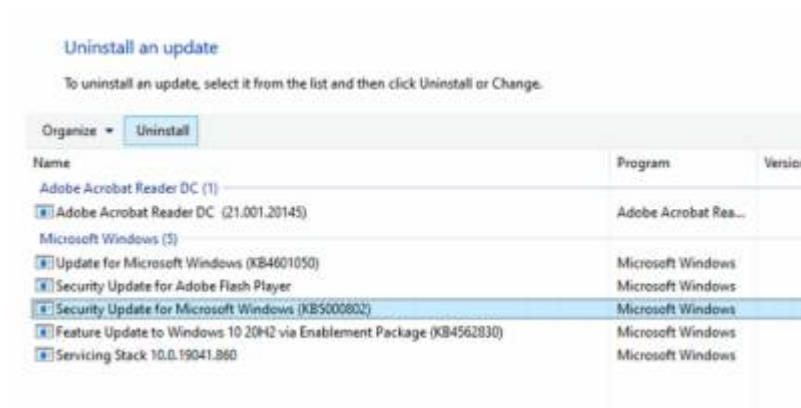 Uninstall an update
To uninstall an update, select it from the list and then click Uninstall or Change.
Organize Uninstall
Name Program Version
Adobe Acrobat Reader DC (1)
Adobe Acrobat Reader DC (21.001.20145) Adobe Acrobat Rea...
Microsoft Windows (5)
Update for Microsoft Windows (KB4601050) Microsoft Windows
Security Update for Adobe Flash Player Microsoft Windows
Security Update for Microsoft Windows (KB5000802) Microsoft Windows
Feature Update to Windows 10 20H2 via Enablement Package (KB4562830) Microsoft Windows
Servicing Stack 10.0.19041.860 Microsoft Windows